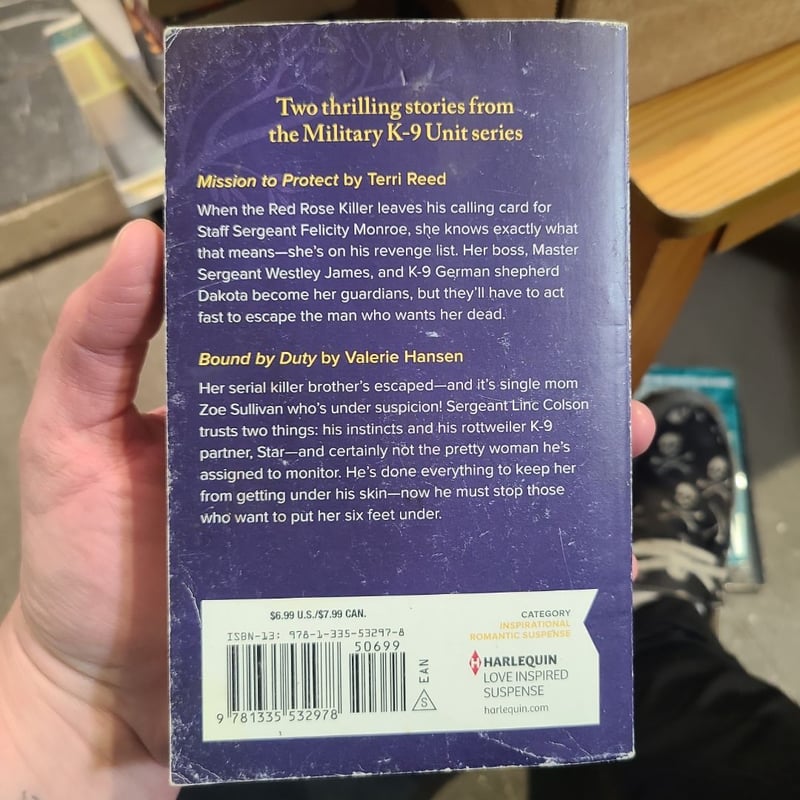 Two thrilling stories from
the Military K-9 Unit series
Mission to Protect by Terri Reed
When the Red Rose Killer leaves his calling card for
Staff Sergeant Felicity Monroe, she knows exactly what
that means—she's on his revenge list. Her boss, Master
Sergeant Westley James, and K-9 German shepherd
Dakota become her guardians, but they'll have to act
fast to escape the man who wants her dead.
Bound by Duty by Valerie Hansen
Her serial killer brother's escaped—and it's single mom
Zoe Sullivan who's under suspicion! Sergeant Linc Colson
trusts two things: his instincts and his rottweiler K-9
partner, Star—and certainly not the pretty woman he's
assigned to monitor. He's done everything to keep her
from getting under his skin—now he must stop those
who want to put her six feet under.
$6.99 U.S./$7.99 CAN.
ISBN-13: 978-1-335-53297-8
50699
EAN
S
9 781335 532978
CATEGORY
INSPIRATIONAL
ROMANTIC SUSPENSE
H HARLEQUIN
LOVE INSPIRED
SUSPENSE
harlequin.com